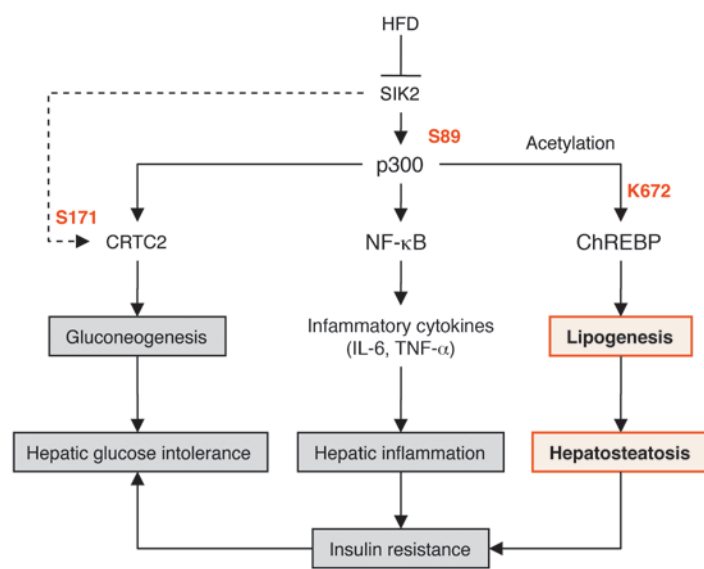 HFD
SIK2
S89
Acetylation
p300
K672
S171
CRTC2
NF-κB
ChREBP
Gluconeogenesis
Infammatory cytokines
(IL-6, TNF-α)
Lipogenesis
Hepatic glucose intolerance
Hepatic inflammation
Hepatosteatosis
Insulin resistance